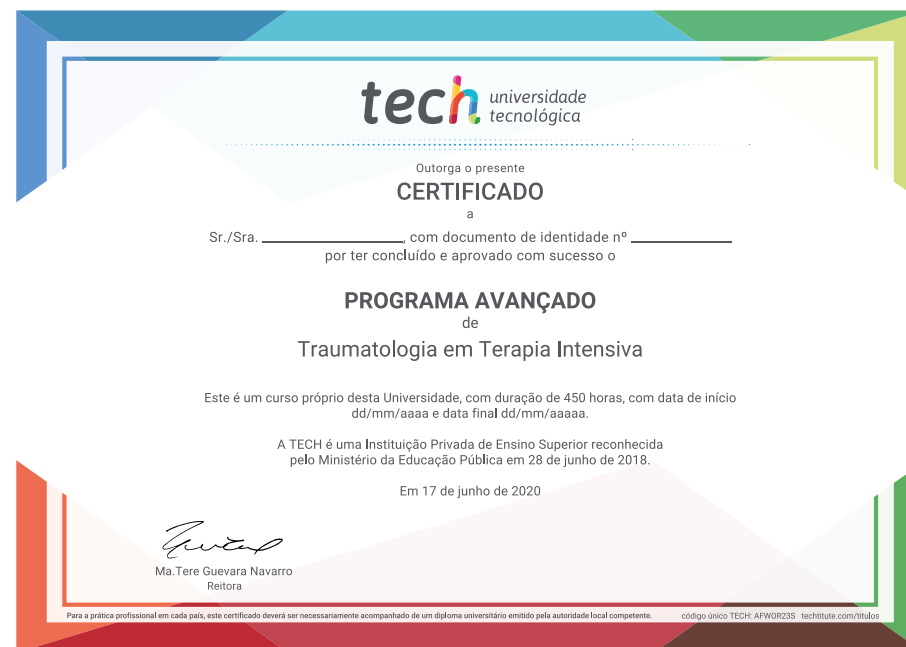 tech universidade
tecnológica
Outorga o presente
CERTIFICADO
a
Sr./Sra. ____________________, com documento de identidade nº ______________
por ter concluído e aprovado com sucesso o
PROGRAMA AVANÇADO
de
Traumatologia em Terapia Intensiva
Este é um curso próprio desta Universidade, com duração de 450 horas, com data de início
dd/mm/aaaa e data final dd/mm/aaaaa.
A TECH é uma Instituição Privada de Ensino Superior reconhecida
pelo Ministério da Educação Pública em 28 de junho de 2018.
Em 17 de junho de 2020
Ma.Tere Guevara Navarro
Reitora
Para a prática profissional em cada país, este certificado deverá ser necessariamente acompanhado de um diploma universitário emitido pela autoridade local competente. código único TECH: AFWOR23S techtitute.com/titulos